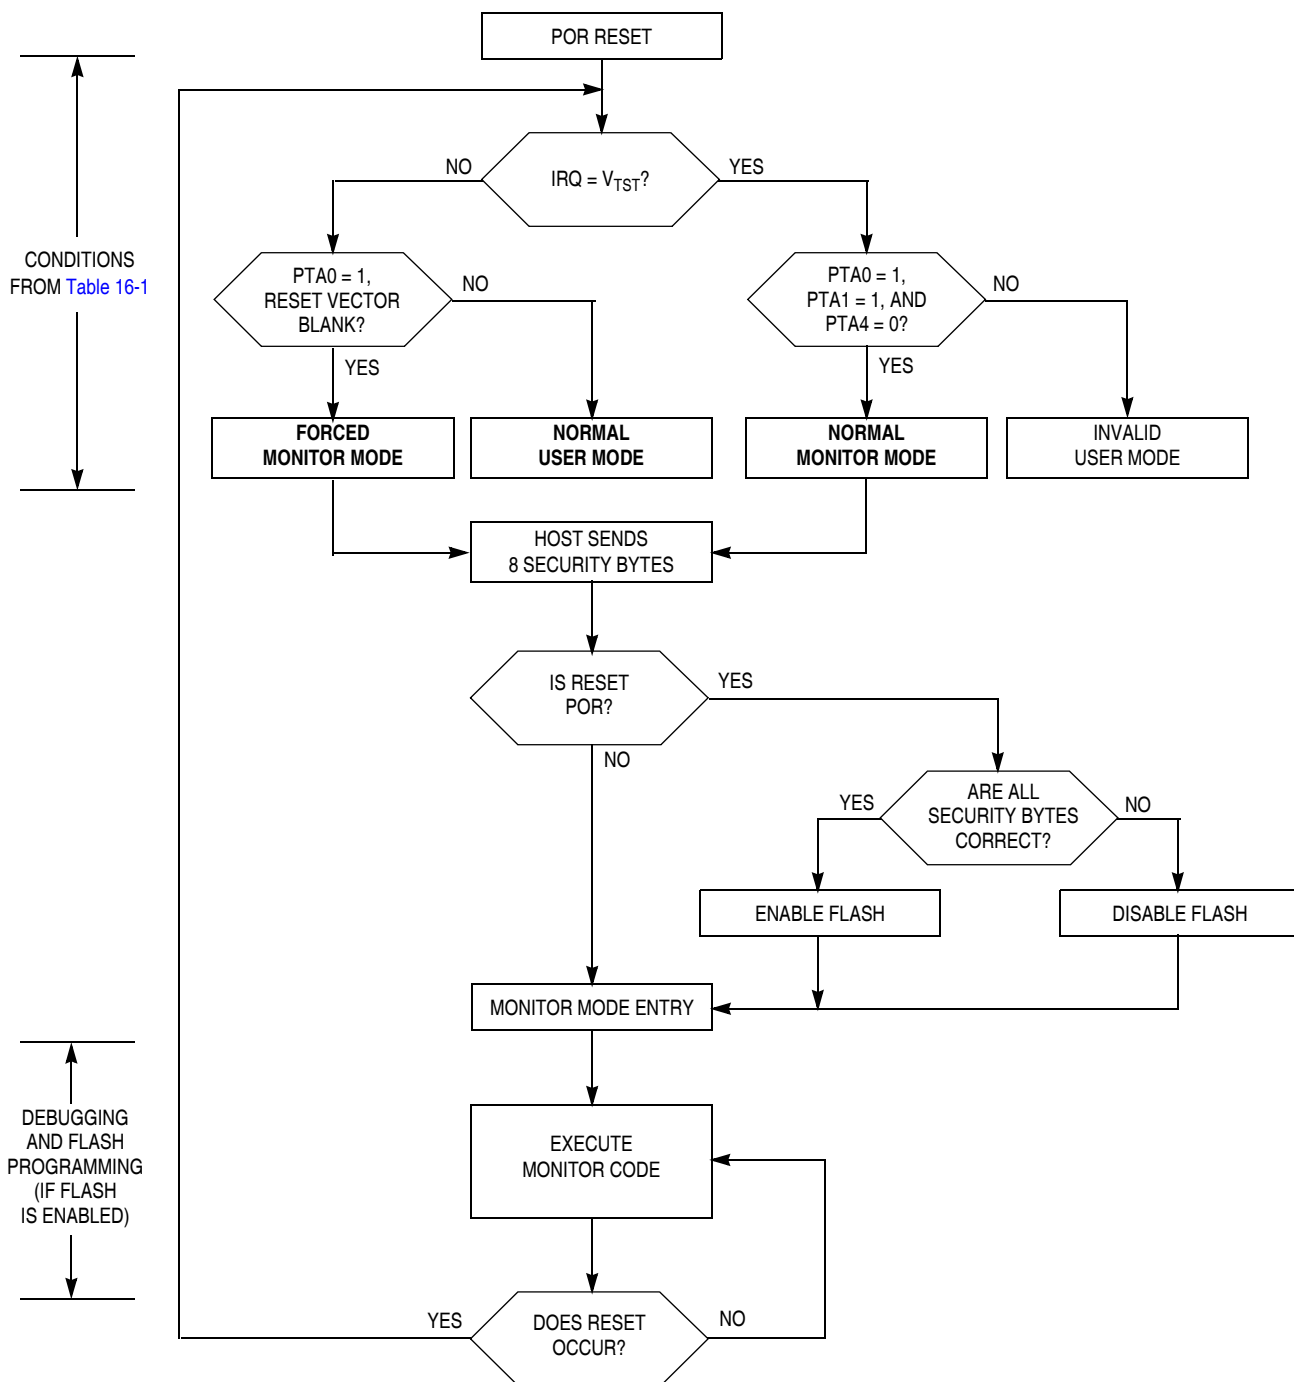 POR RESET
NO
YES
IRQ = VTST?
CONDITIONS
FROM Table 16-1
PTA0 = 1,
RESET VECTOR
BLANK?
NO
YES
PTA0 = 1,
PTA1 = 1, AND
PTA4 = 0?
NO
YES
FORCED
MONITOR MODE
NORMAL
USER MODE
NORMAL
MONITOR MODE
INVALID
USER MODE
HOST SENDS
8 SECURITY BYTES
IS RESET
POR?
YES
NO
ARE ALL
SECURITY BYTES
CORRECT?
YES
NO
ENABLE FLASH
DISABLE FLASH
MONITOR MODE ENTRY
DEBUGGING
AND FLASH
PROGRAMMING
(IF FLASH
IS ENABLED)
EXECUTE
MONITOR CODE
YES
DOES RESET
OCCUR?
NO